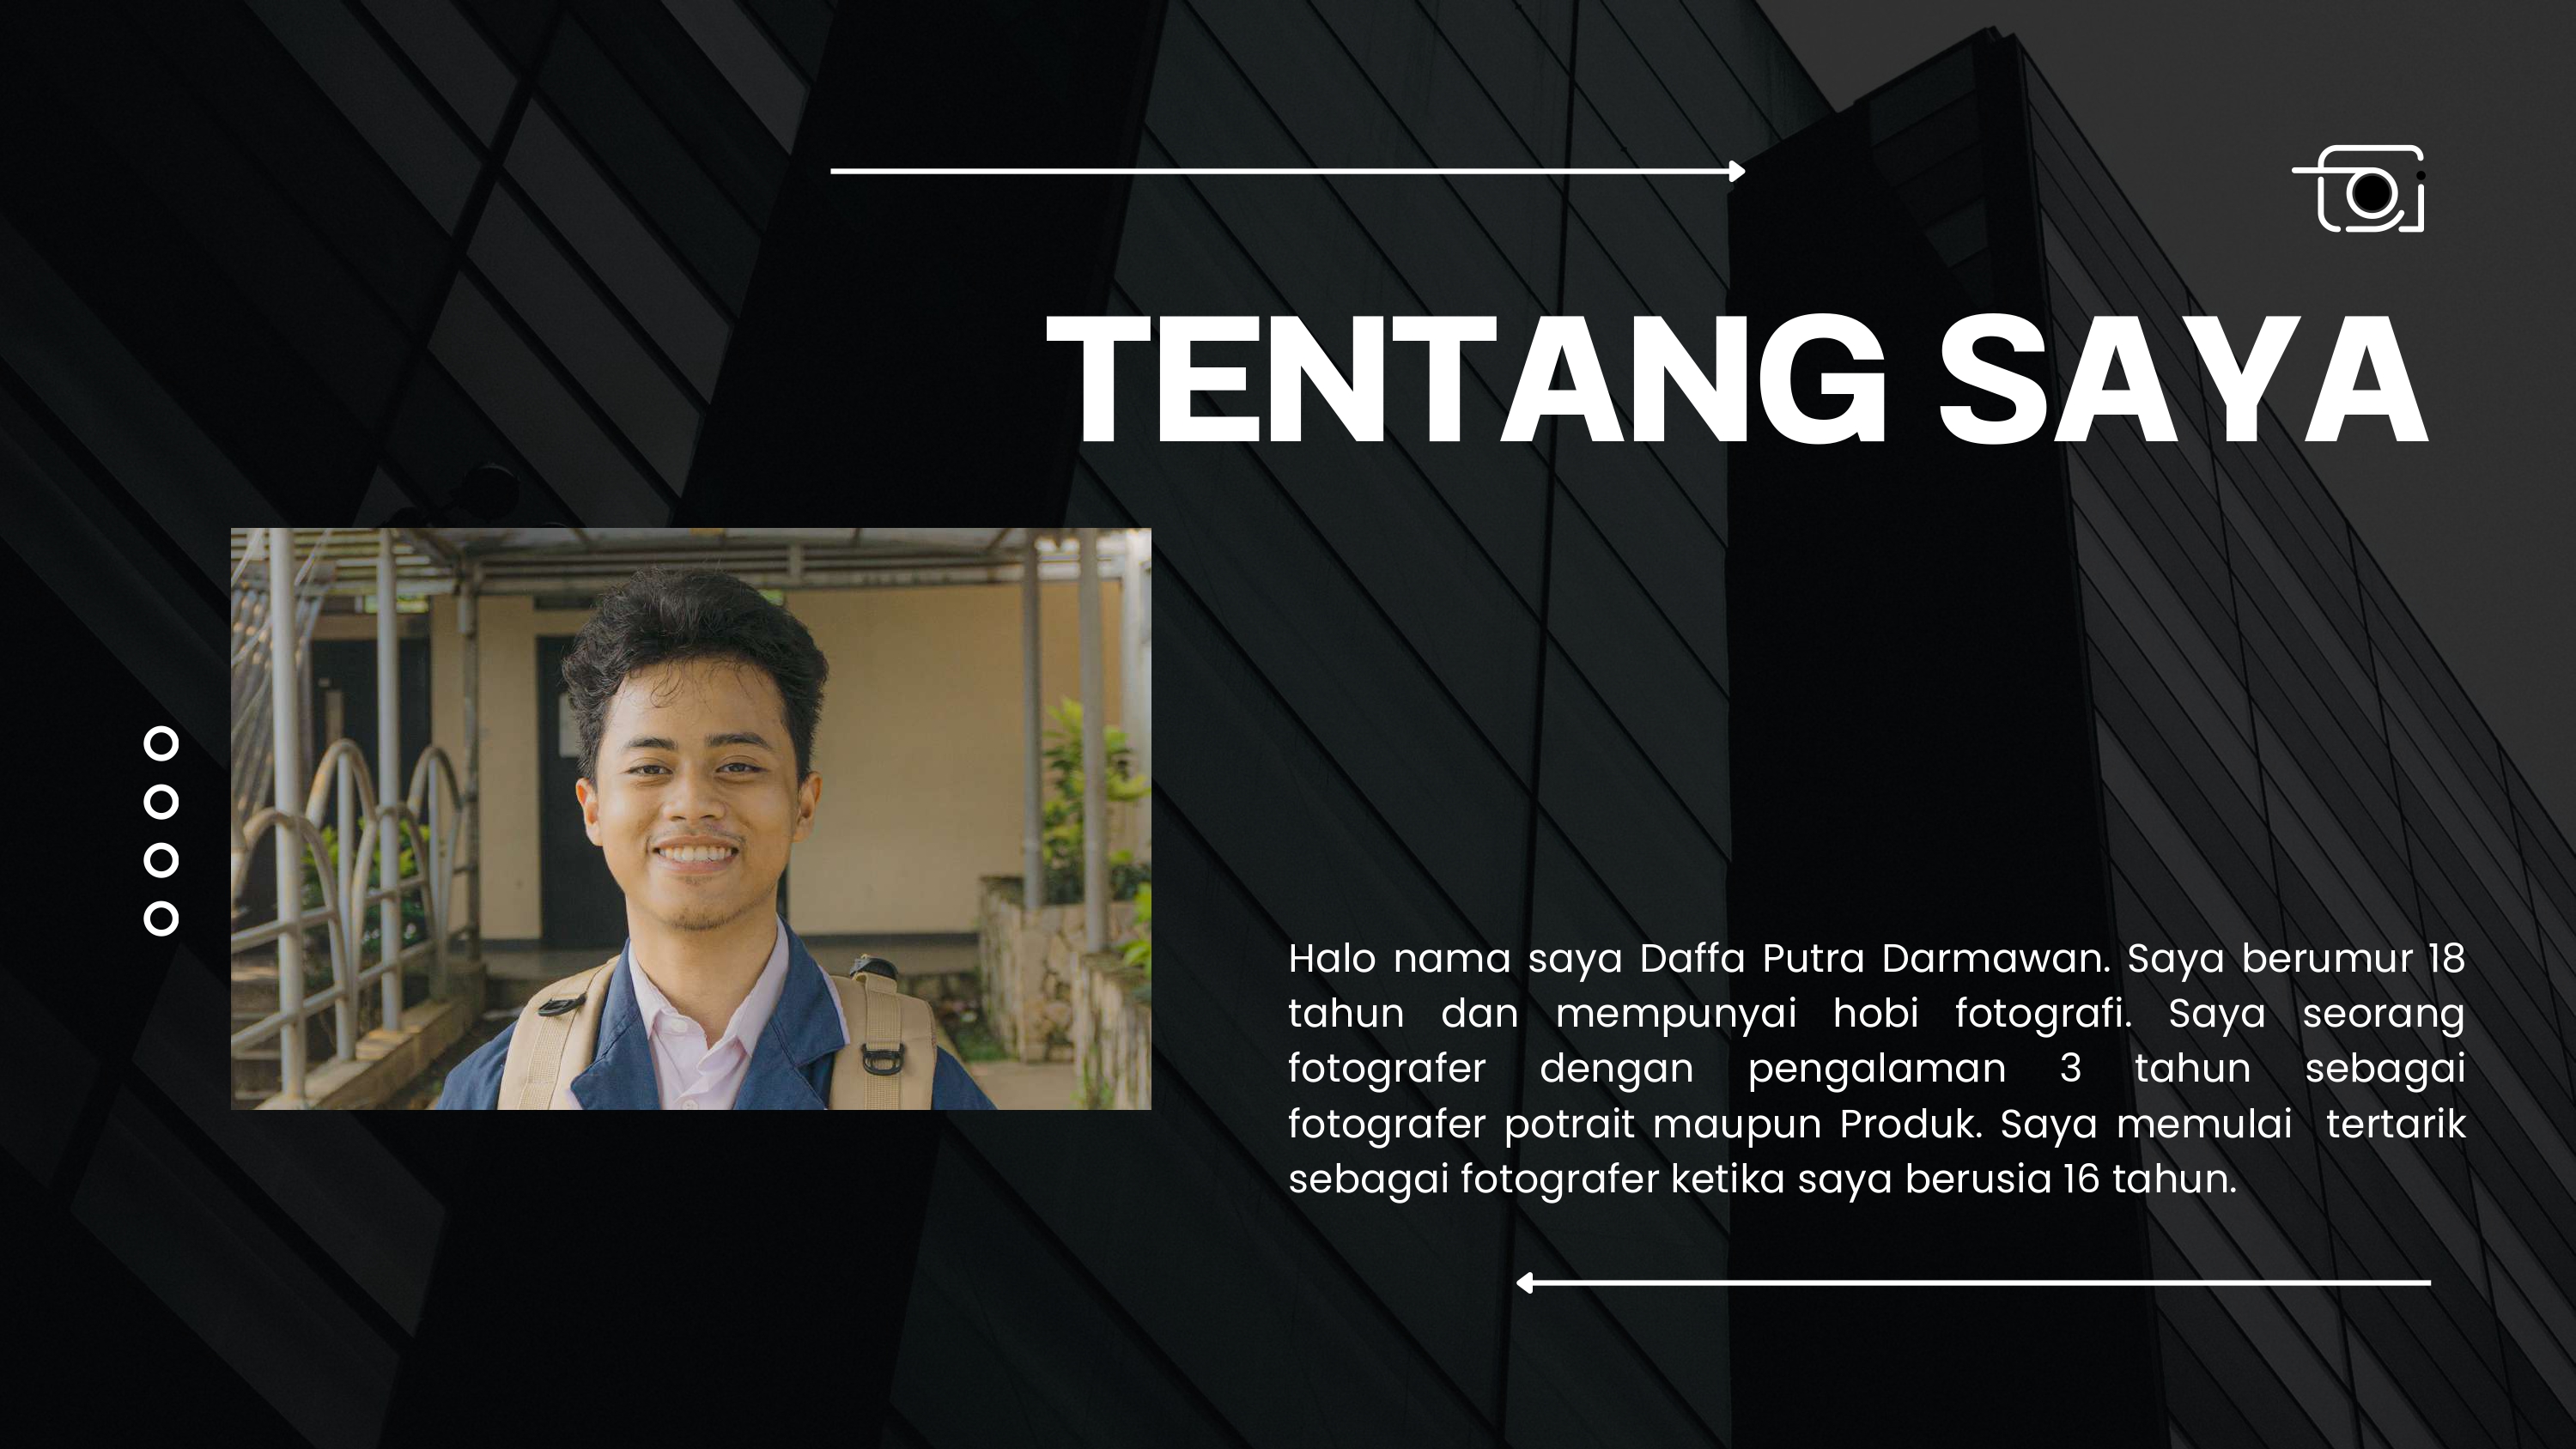 TENTANG SAYA
Halo nama saya Daffa Putra Darmawan. Saya berumur 18
tahun dan mempunyai hobi fotografi. Saya seorang
fotografer dengan pengalaman 3 tahun sebagai
fotografer potrait maupun Produk. Saya memulai tertarik
sebagai fotografer ketika saya berusia 16 tahun.